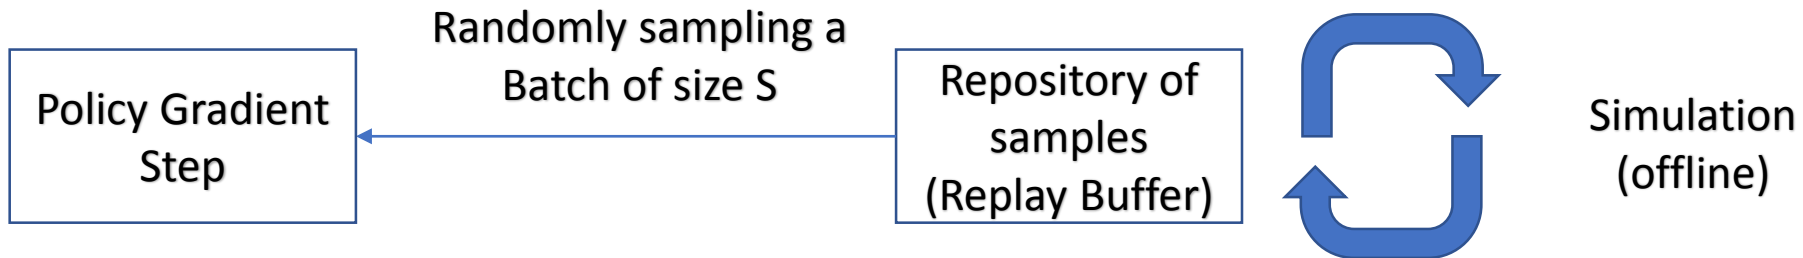 Policy Gradient
Step
Randomly sampling a
Batch of size S
Repository of
samples
(Replay Buffer)
Simulation
(offline)